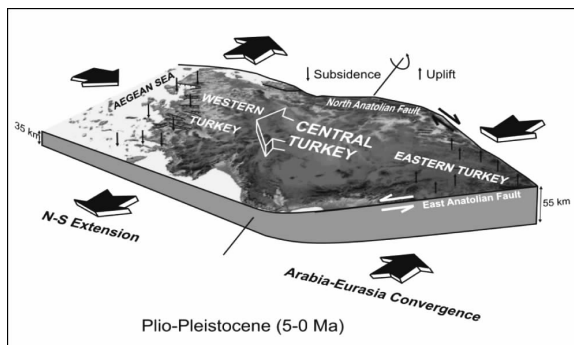 Subsidence
Uplift
AEGEAN SEA
North Anatolian Fault
WESTERN
TURKEY
CENTRAL
TURKEY
EASTERN TURKEY
35 km
East Anatolian Fault
55 km
N-S Extension
Arabia-Eurasia Convergence
Plio-Pleistocene (5-0 Ma)